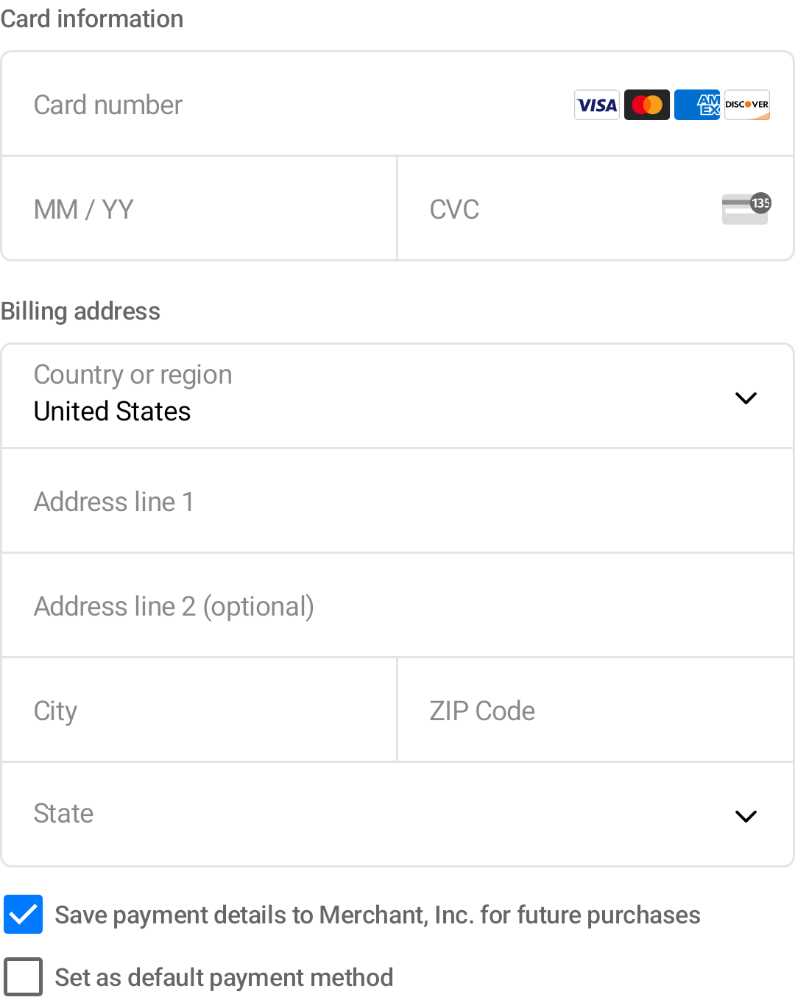 Card information
Card number VISA AMEX DISCOVER
MM / YY CVC 135
Billing address
Country or region
United States
Address line 1
Address line 2 (optional)
City ZIP Code
State
Save payment details to Merchant, Inc. for future purchases
Set as default payment method